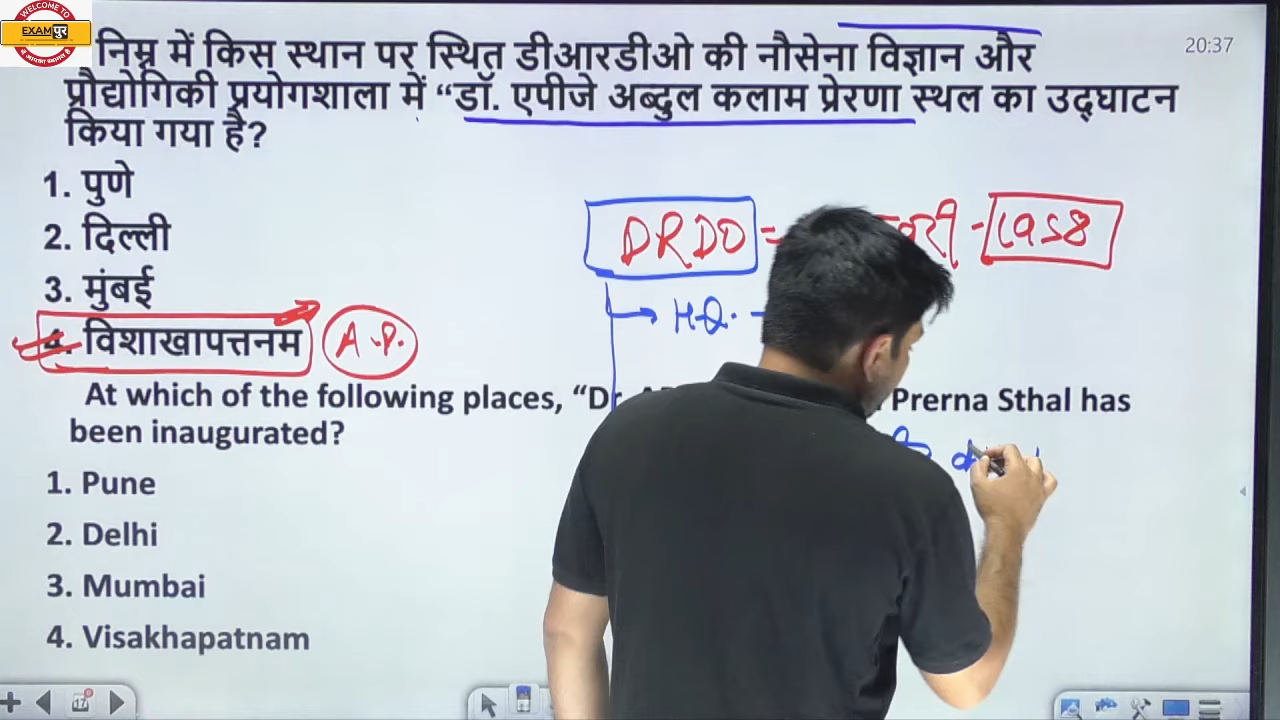 WELCOME TO
EXAMपुर
20:37
निम्न में किस स्थान पर स्थित डीआरडीओ की नौसेना विज्ञान और
प्रौद्योगिकी प्रयोगशाला में “डॉ. एपीजे अब्दुल कलाम प्रेरणा स्थल का उद्घाटन
किया गया है?
1. पुणे
2. दिल्ली
3. मुंबई
4. विशाखापत्तनम
A.P.
DRDO = - 1958
H.Q. -
At which of the following places, “Dr Prerna Sthal has
been inaugurated?
1. Pune
2. Delhi
3. Mumbai
4. Visakhapatnam